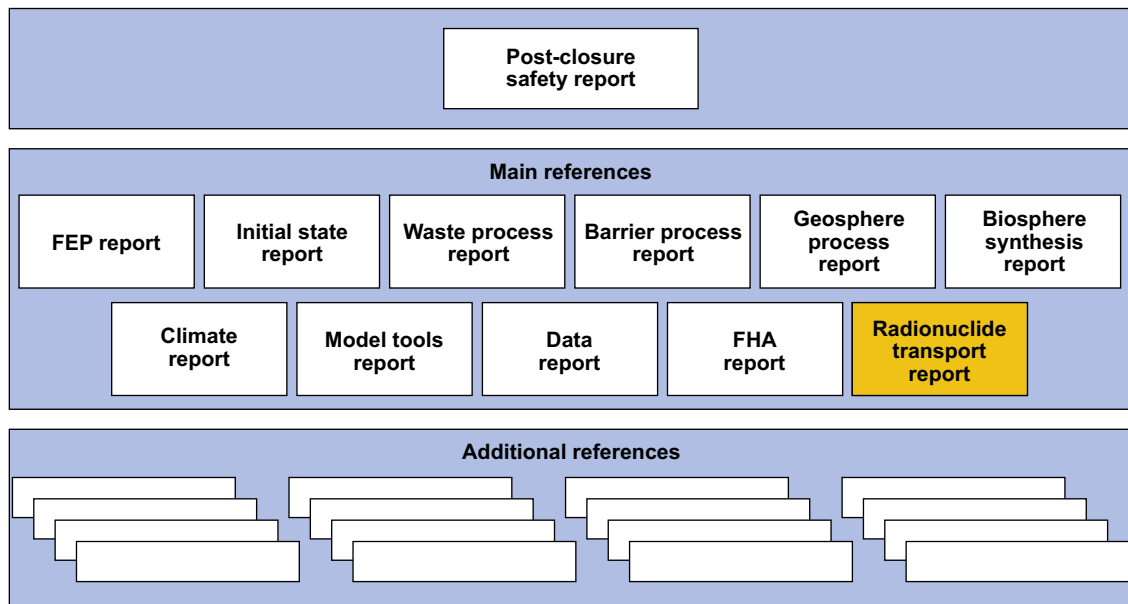 Post-closure
safety report
Main references
FEP report
Initial state
report
Waste process
report
Barrier process
report
Geosphere
process
report
Biosphere
synthesis
report
Climate
report
Model tools
report
Data
report
FHA
report
Radionuclide
transport
report
Additional references